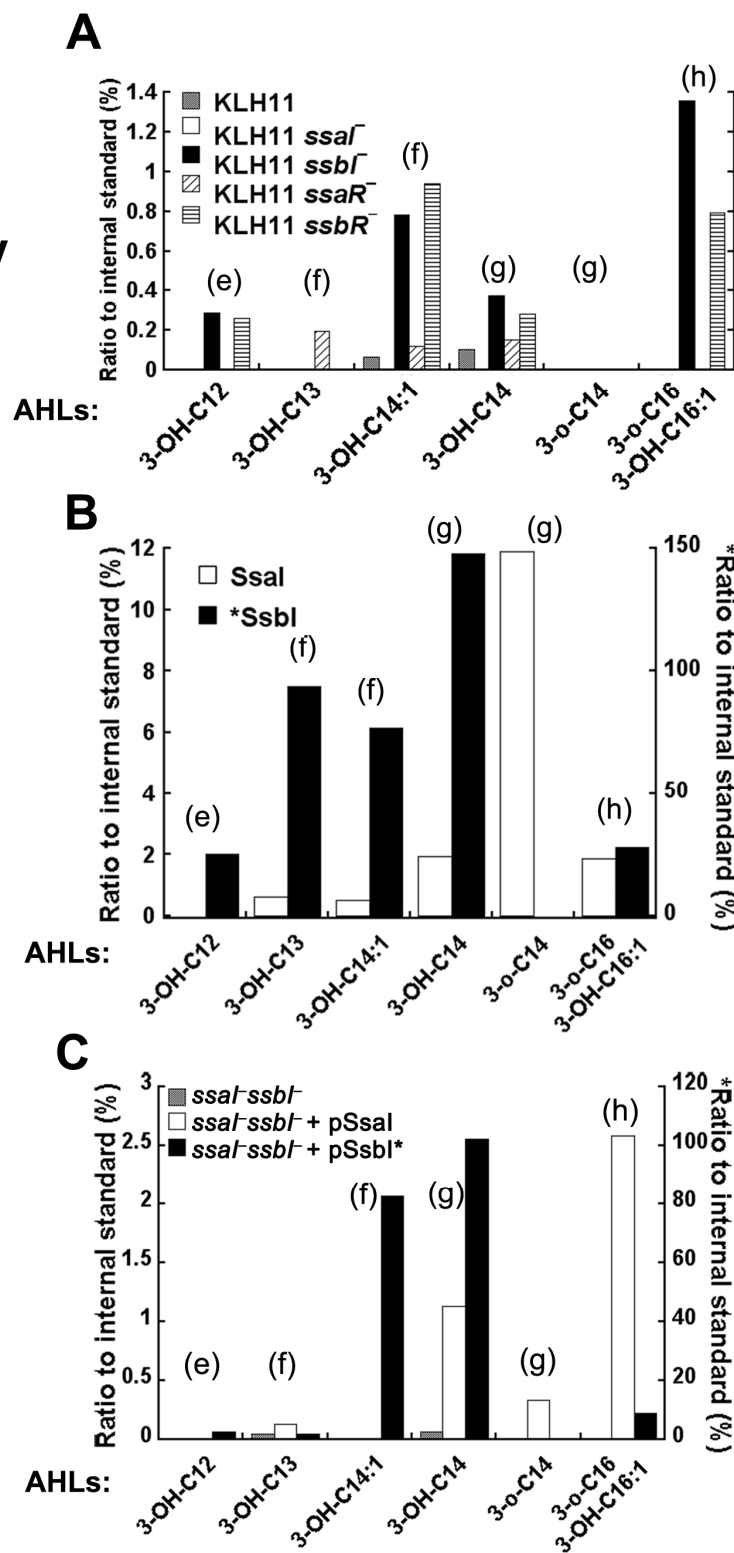 A
Ratio to internal standard (%)
1.4
1.2
1
0.8
0.6
0.4
0.2
0
KLH11
KLH11 ssaI⁻
KLH11 ssbI⁻
KLH11 ssaR⁻
KLH11 ssbR⁻
(e)
(f)
(f)
(g)
(g)
(h)
AHLs:
3-OH-C12
3-OH-C13
3-OH-C14:1
3-OH-C14
3-o-C14
3-o-C16
3-OH-C16:1
B
Ratio to internal standard (%)
12
10
8
6
4
2
0
SsaI
*SsbI
(e)
(f)
(f)
(g)
(g)
(h)
150
100
50
0
*Ratio to internal standard (%)
AHLs:
3-OH-C12
3-OH-C13
3-OH-C14:1
3-OH-C14
3-o-C14
3-o-C16
3-OH-C16:1
C
Ratio to internal standard (%)
3
2.5
2
1.5
1
0.5
0
ssaI⁻ssbI⁻
ssaI⁻ssbI⁻ + pSsaI
ssaI⁻ssbI⁻ + pSsbI*
(e)
(f)
(f)
(g)
(g)
(h)
120
100
80
60
40
20
0
*Ratio to internal standard (%)
AHLs:
3-OH-C12
3-OH-C13
3-OH-C14:1
3-OH-C14
3-o-C14
3-o-C16
3-OH-C16:1